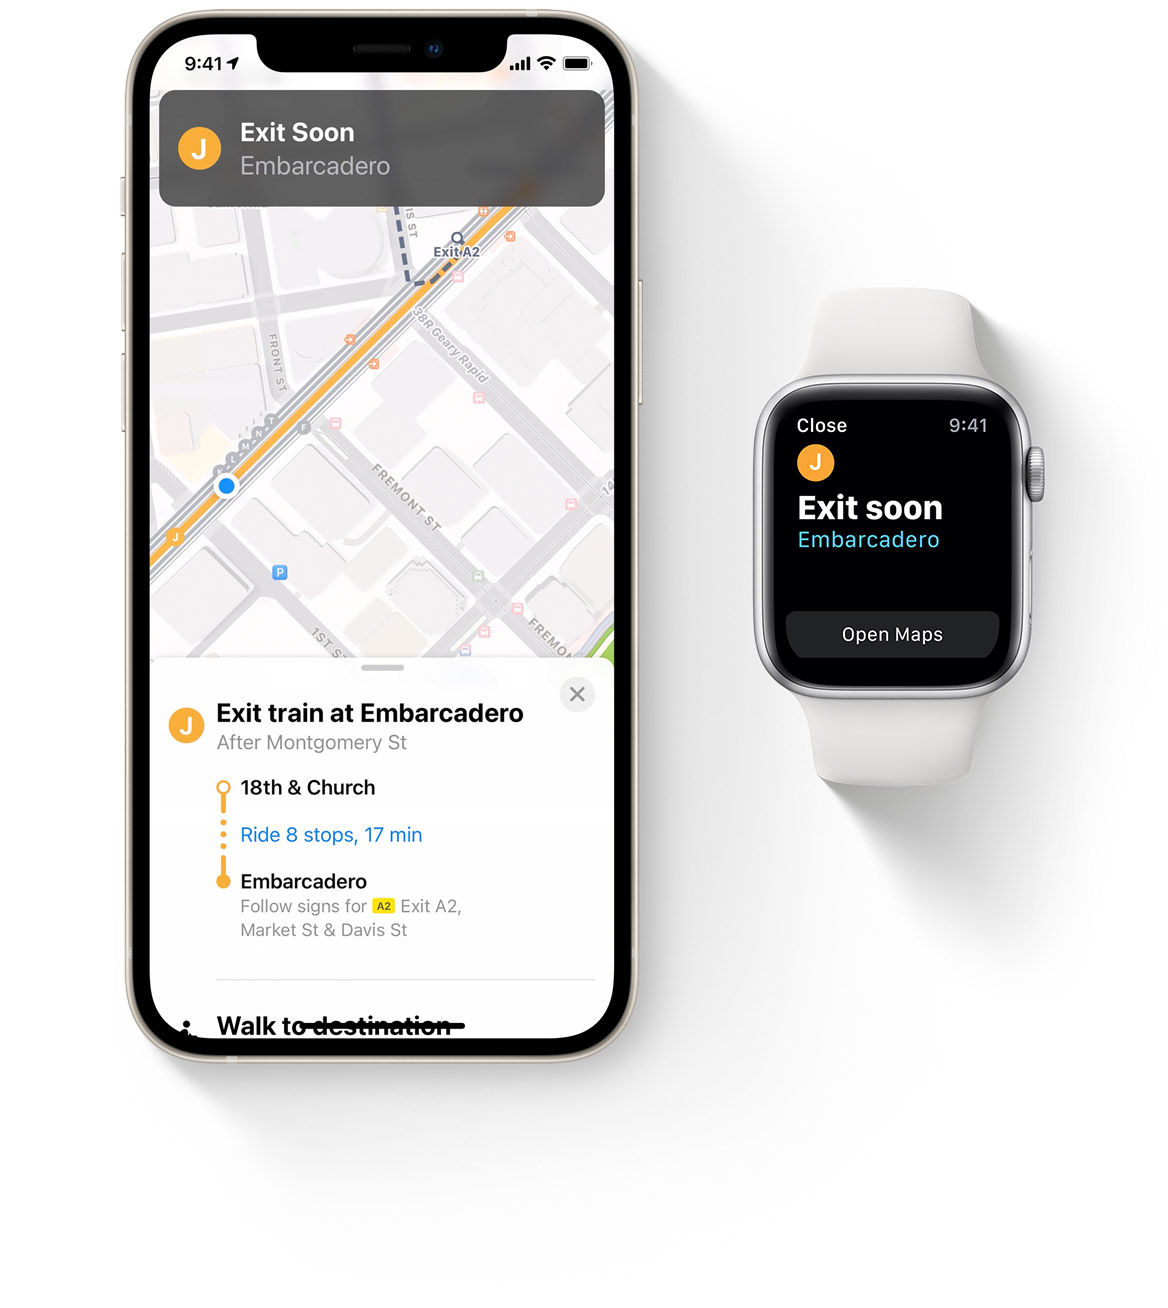 9:41
J
Exit Soon
Embarcadero
IS ST
Exit A2
38R Geary Rapid
FRONT ST
T
N
M
L
K
F
FREMONT ST
14
J
P
1ST S
FREMON
J
Exit train at Embarcadero
After Montgomery St
18th & Church
Ride 8 stops, 17 min
Embarcadero
Follow signs for A2 Exit A2,
Market St & Davis St
Walk to destination
Close 9:41
J
Exit soon
Embarcadero
Open Maps